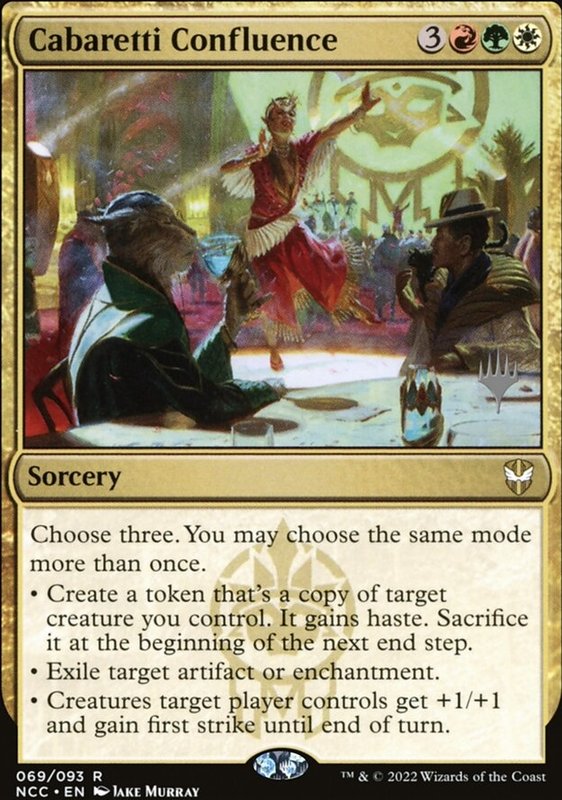 Cabaretti Confluence 3
Sorcery
Choose three. You may choose the same mode
more than once.
• Create a token that's a copy of target
creature you control. It gains haste. Sacrifice
it at the beginning of the next end step.
• Exile target artifact or enchantment.
• Creatures target player controls get +1/+1
and gain first strike until end of turn.
069/093 R
NCC • EN Jake Murray
™ & © 2022 Wizards of the Coast